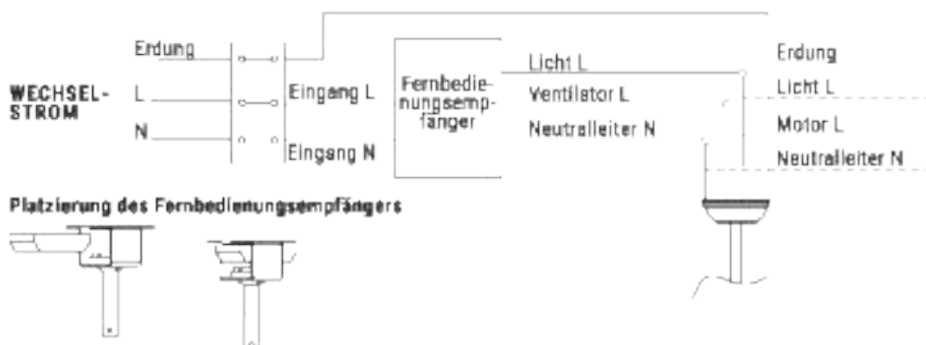 Erdung
WECHSEL-
STROM
L
N
Eingang L
Eingang N
Fernbedie-
nungsemp-
fänger
Licht L
Ventilator L
Neutralleiter N
Erdung
Licht L
Motor L
Neutralleiter N
Platzierung des Fernbedienungsempfängers